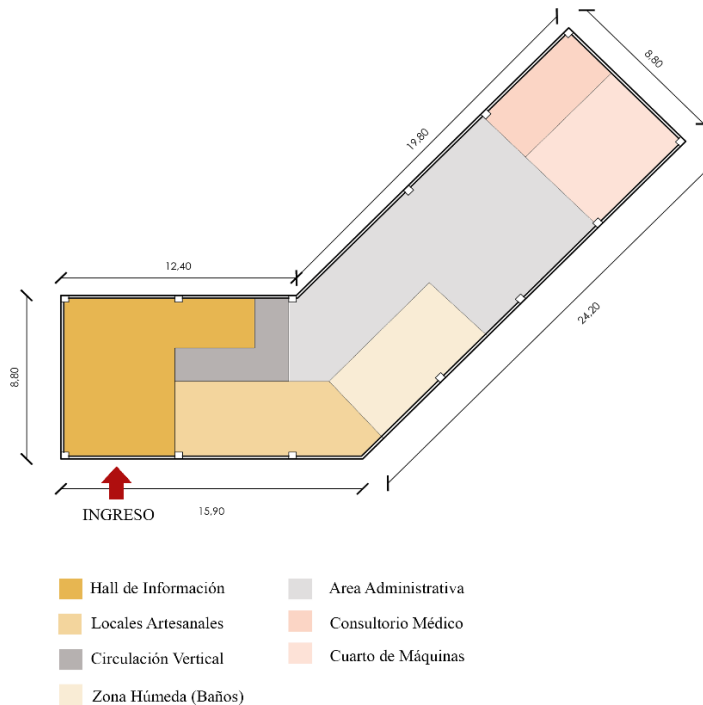 8,80
19,80
12,40
24,20
8,80
INGRESO
15,90
Hall de Información
Locales Artesanales
Circulación Vertical
Zona Húmeda (Baños)
Area Administrativa
Consultorio Médico
Cuarto de Máquinas